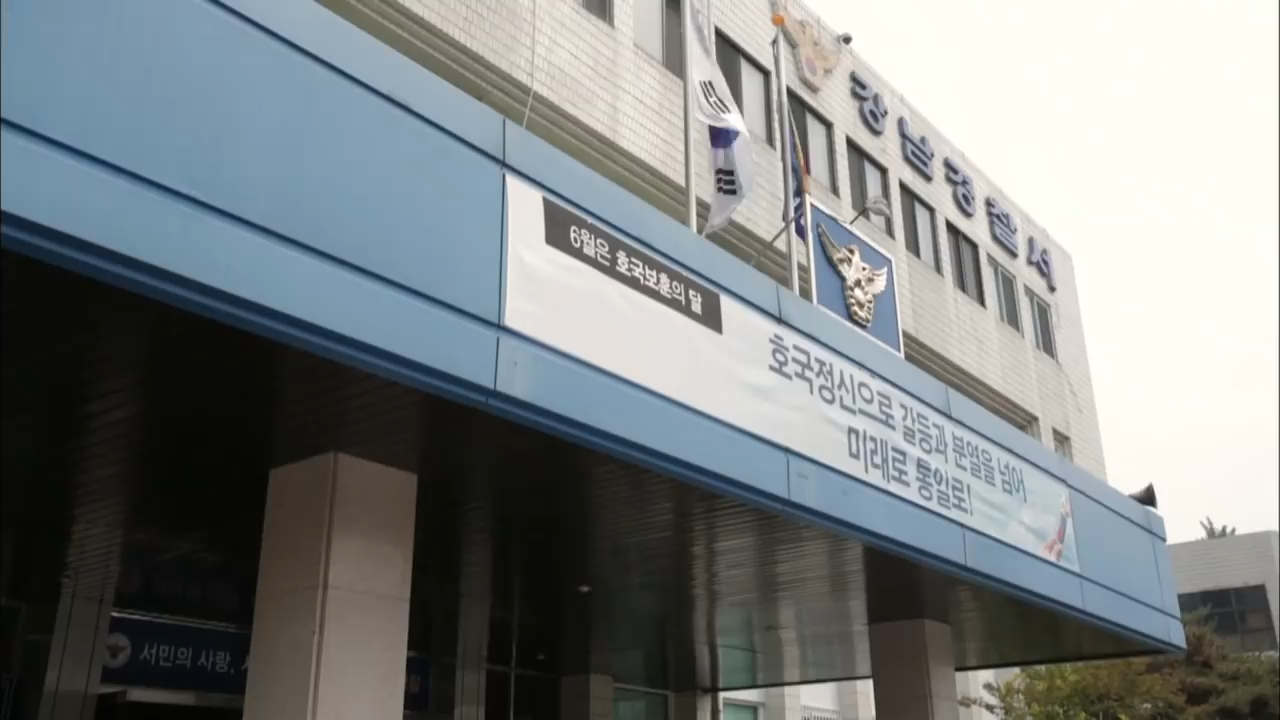 강남경찰서
6월은 호국보훈의 달
호국정신으로 갈등과 분열을 넘어
미래로 통일로!
서민의 사랑,